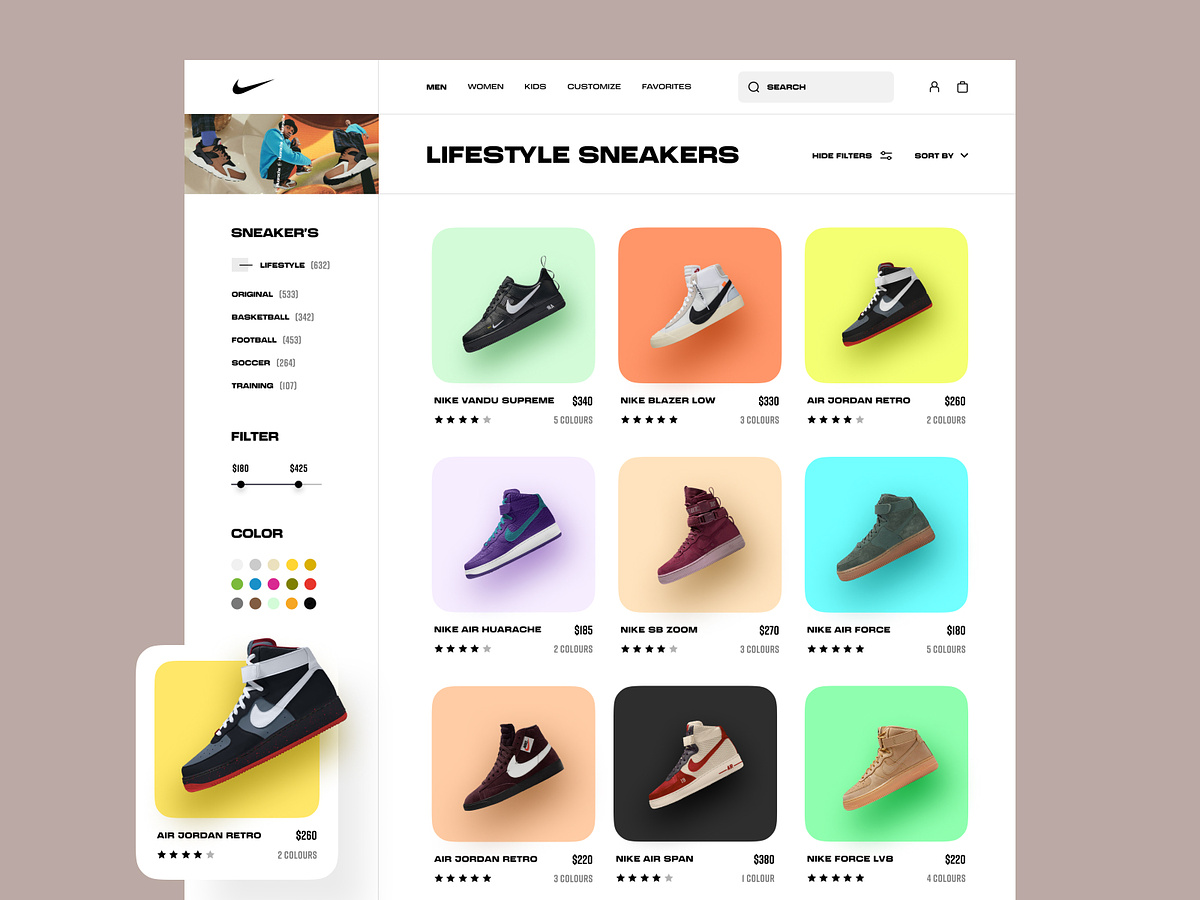 MEN WOMEN KIDS CUSTOMIZE FAVORITES SEARCH
LIFESTYLE SNEAKERS
HIDE FILTERS SORT BY
SNEAKER'S
LIFESTYLE (632)
ORIGINAL (533)
BASKETBALL (342)
FOOTBALL (453)
SOCCER (264)
TRAINING (107)
FILTER
$180 $425
COLOR
AIR JORDAN RETRO $260
2 COLOURS
NIKE VANDU SUPREME $340
5 COLOURS
NIKE BLAZER LOW $330
3 COLOURS
AIR JORDAN RETRO $260
2 COLOURS
NIKE AIR HUARACHE $185
2 COLOURS
NIKE SB ZOOM $270
3 COLOURS
NIKE AIR FORCE $180
5 COLOURS
AIR JORDAN RETRO $220
3 COLOURS
NIKE AIR SPAN $380
1 COLOUR
NIKE FORCE LV8 $220
4 COLOURS